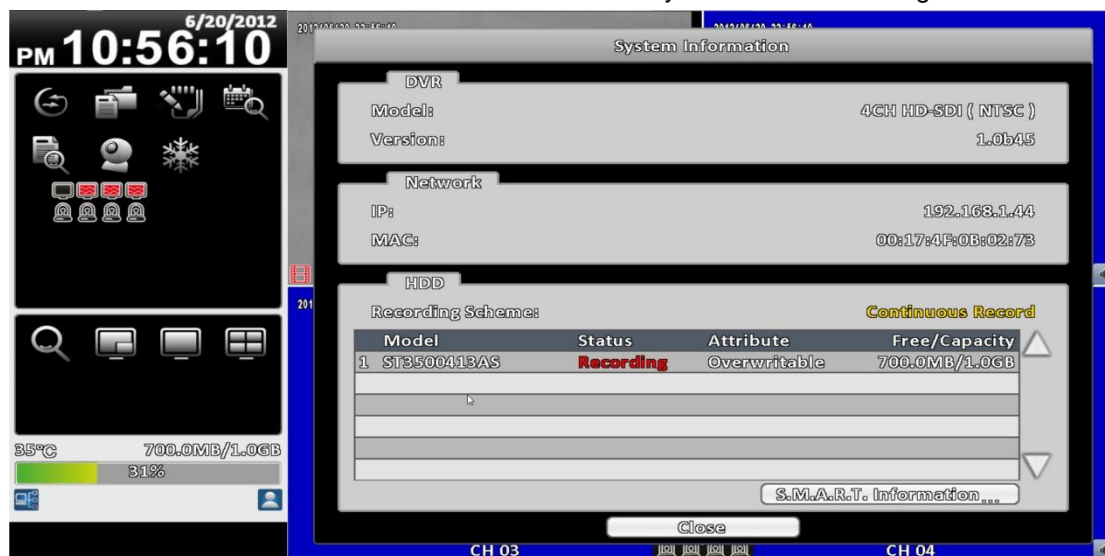 6/20/2012
PM 10:56:10
35°C 700.0MB/1.0GB
31%
System Information
DVR
Model: 4CH HD-SDI ( NTSC )
Version: 1.0b45
Network
IP: 192.168.1.44
MAC: 00:17:4F:0B:02:73
HDD
Recording Scheme: Continuous Record
Model Status Attribute Free/Capacity
1 ST3500413AS Recording Overwritable 700.0MB/1.0GB
S.M.A.R.T. Information...
Close
CH 03 CH 04